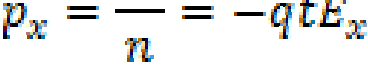 p_x = — / n = −qtE_x